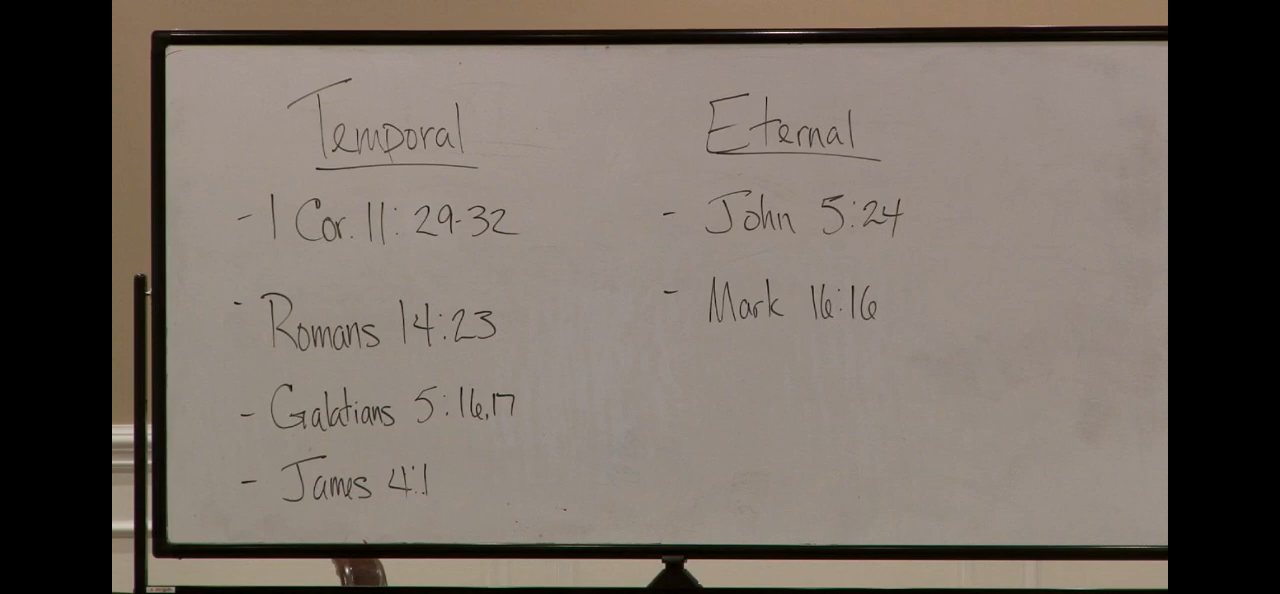 Temporal
- 1 Cor. 11: 29-32
- Romans 14:23
- Galatians 5:16,17
- James 4:1
Eternal
- John 5:24
- Mark 16:16